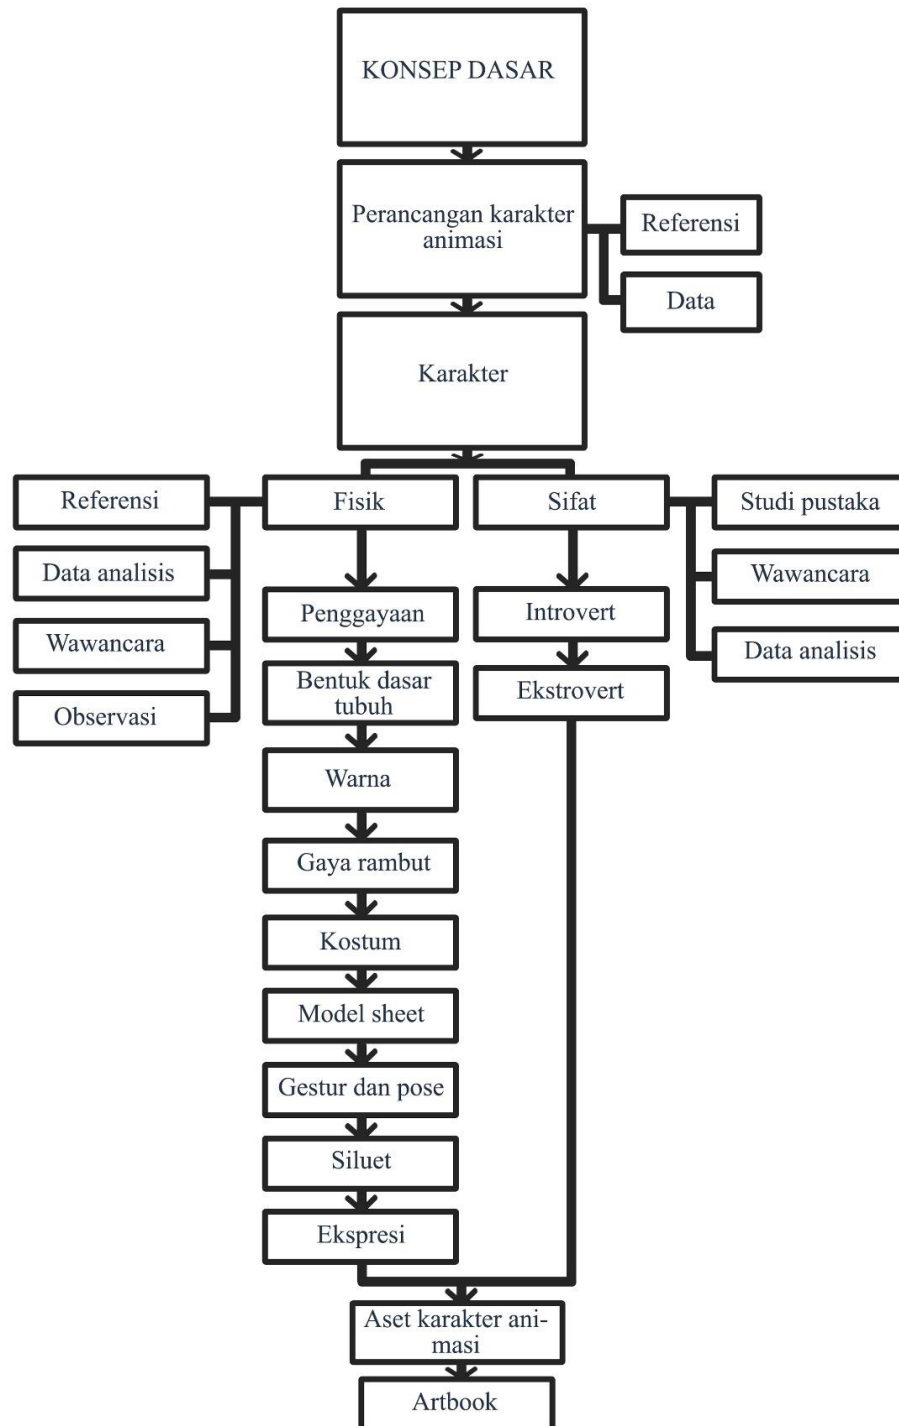 KONSEP DASAR
Perancangan karakter
animasi
Referensi
Data
Karakter
Referensi
Fisik
Sifat
Studi pustaka
Data analisis
Wawancara
Penggayaan
Introvert
Wawancara
Data analisis
Bentuk dasar
tubuh
Ekstrovert
Observasi
Warna
Gaya rambut
Kostum
Model sheet
Gestur dan pose
Siluet
Ekspresi
Aset karakter ani-
masi
Artbook